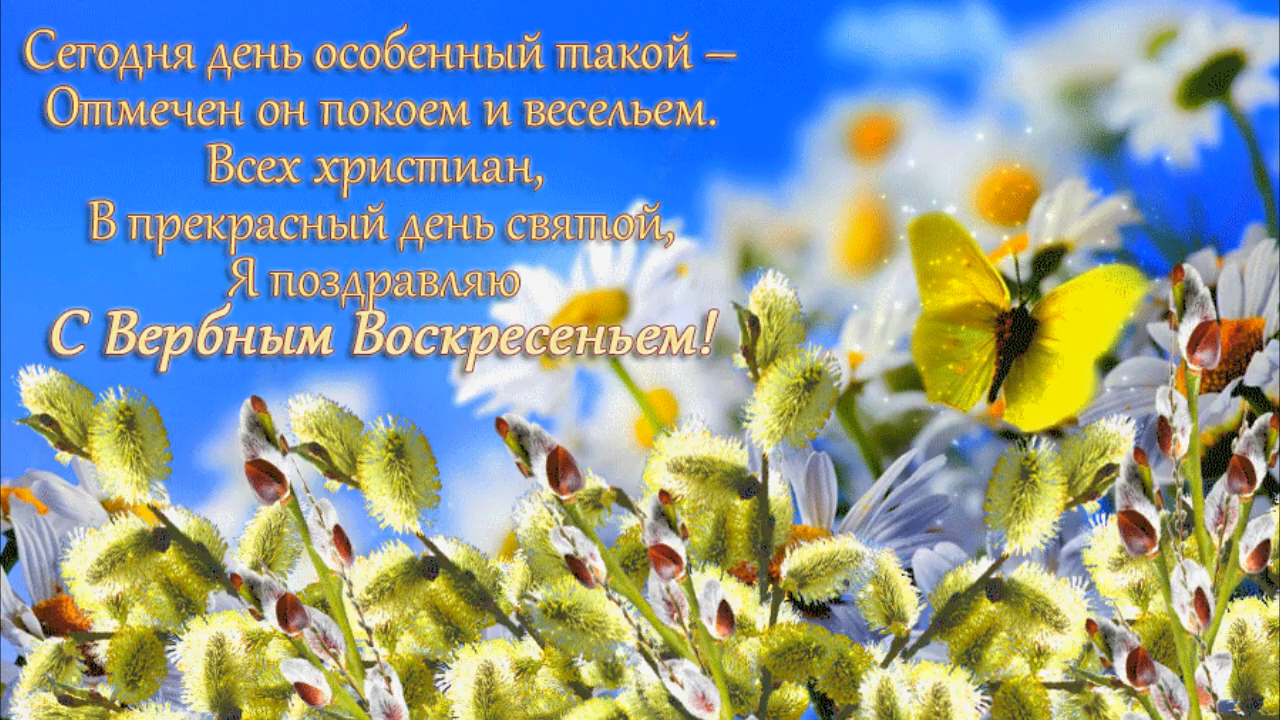 Сегодня день особенный такой –
Отмечен он покоем и весельем.
Всех христиан,
В прекрасный день святой,
Я поздравляю
С Вербным Воскресеньем!